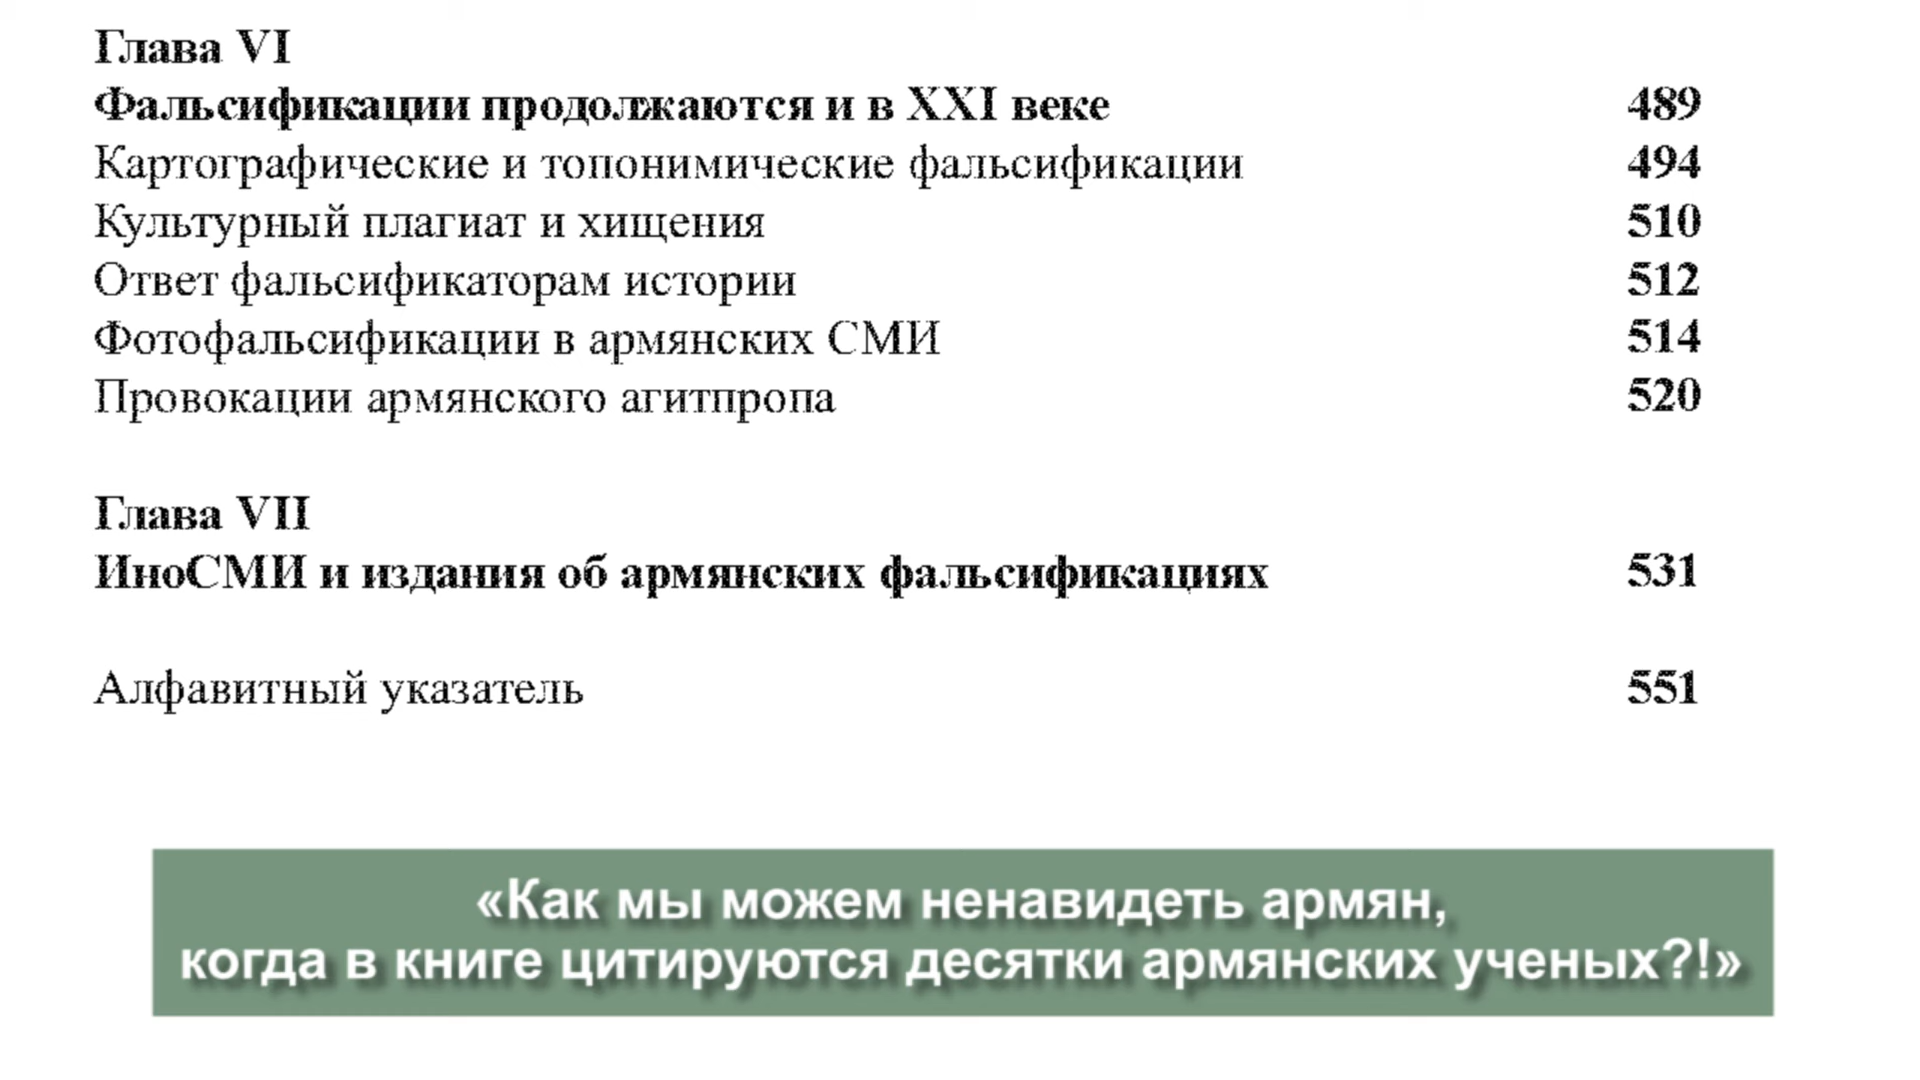 Глава VI
Фальсификации продолжаются и в XXI веке 489
Картографические и топонимические фальсификации 494
Культурный плагиат и хищения 510
Ответ фальсификаторам истории 512
Фотофальсификации в армянских СМИ 514
Провокации армянского агитпропа 520
Глава VII
ИноСМИ и издания об армянских фальсификациях 531
Алфавитный указатель 551
«Как мы можем ненавидеть армян,
когда в книге цитируются десятки армянских ученых?!»